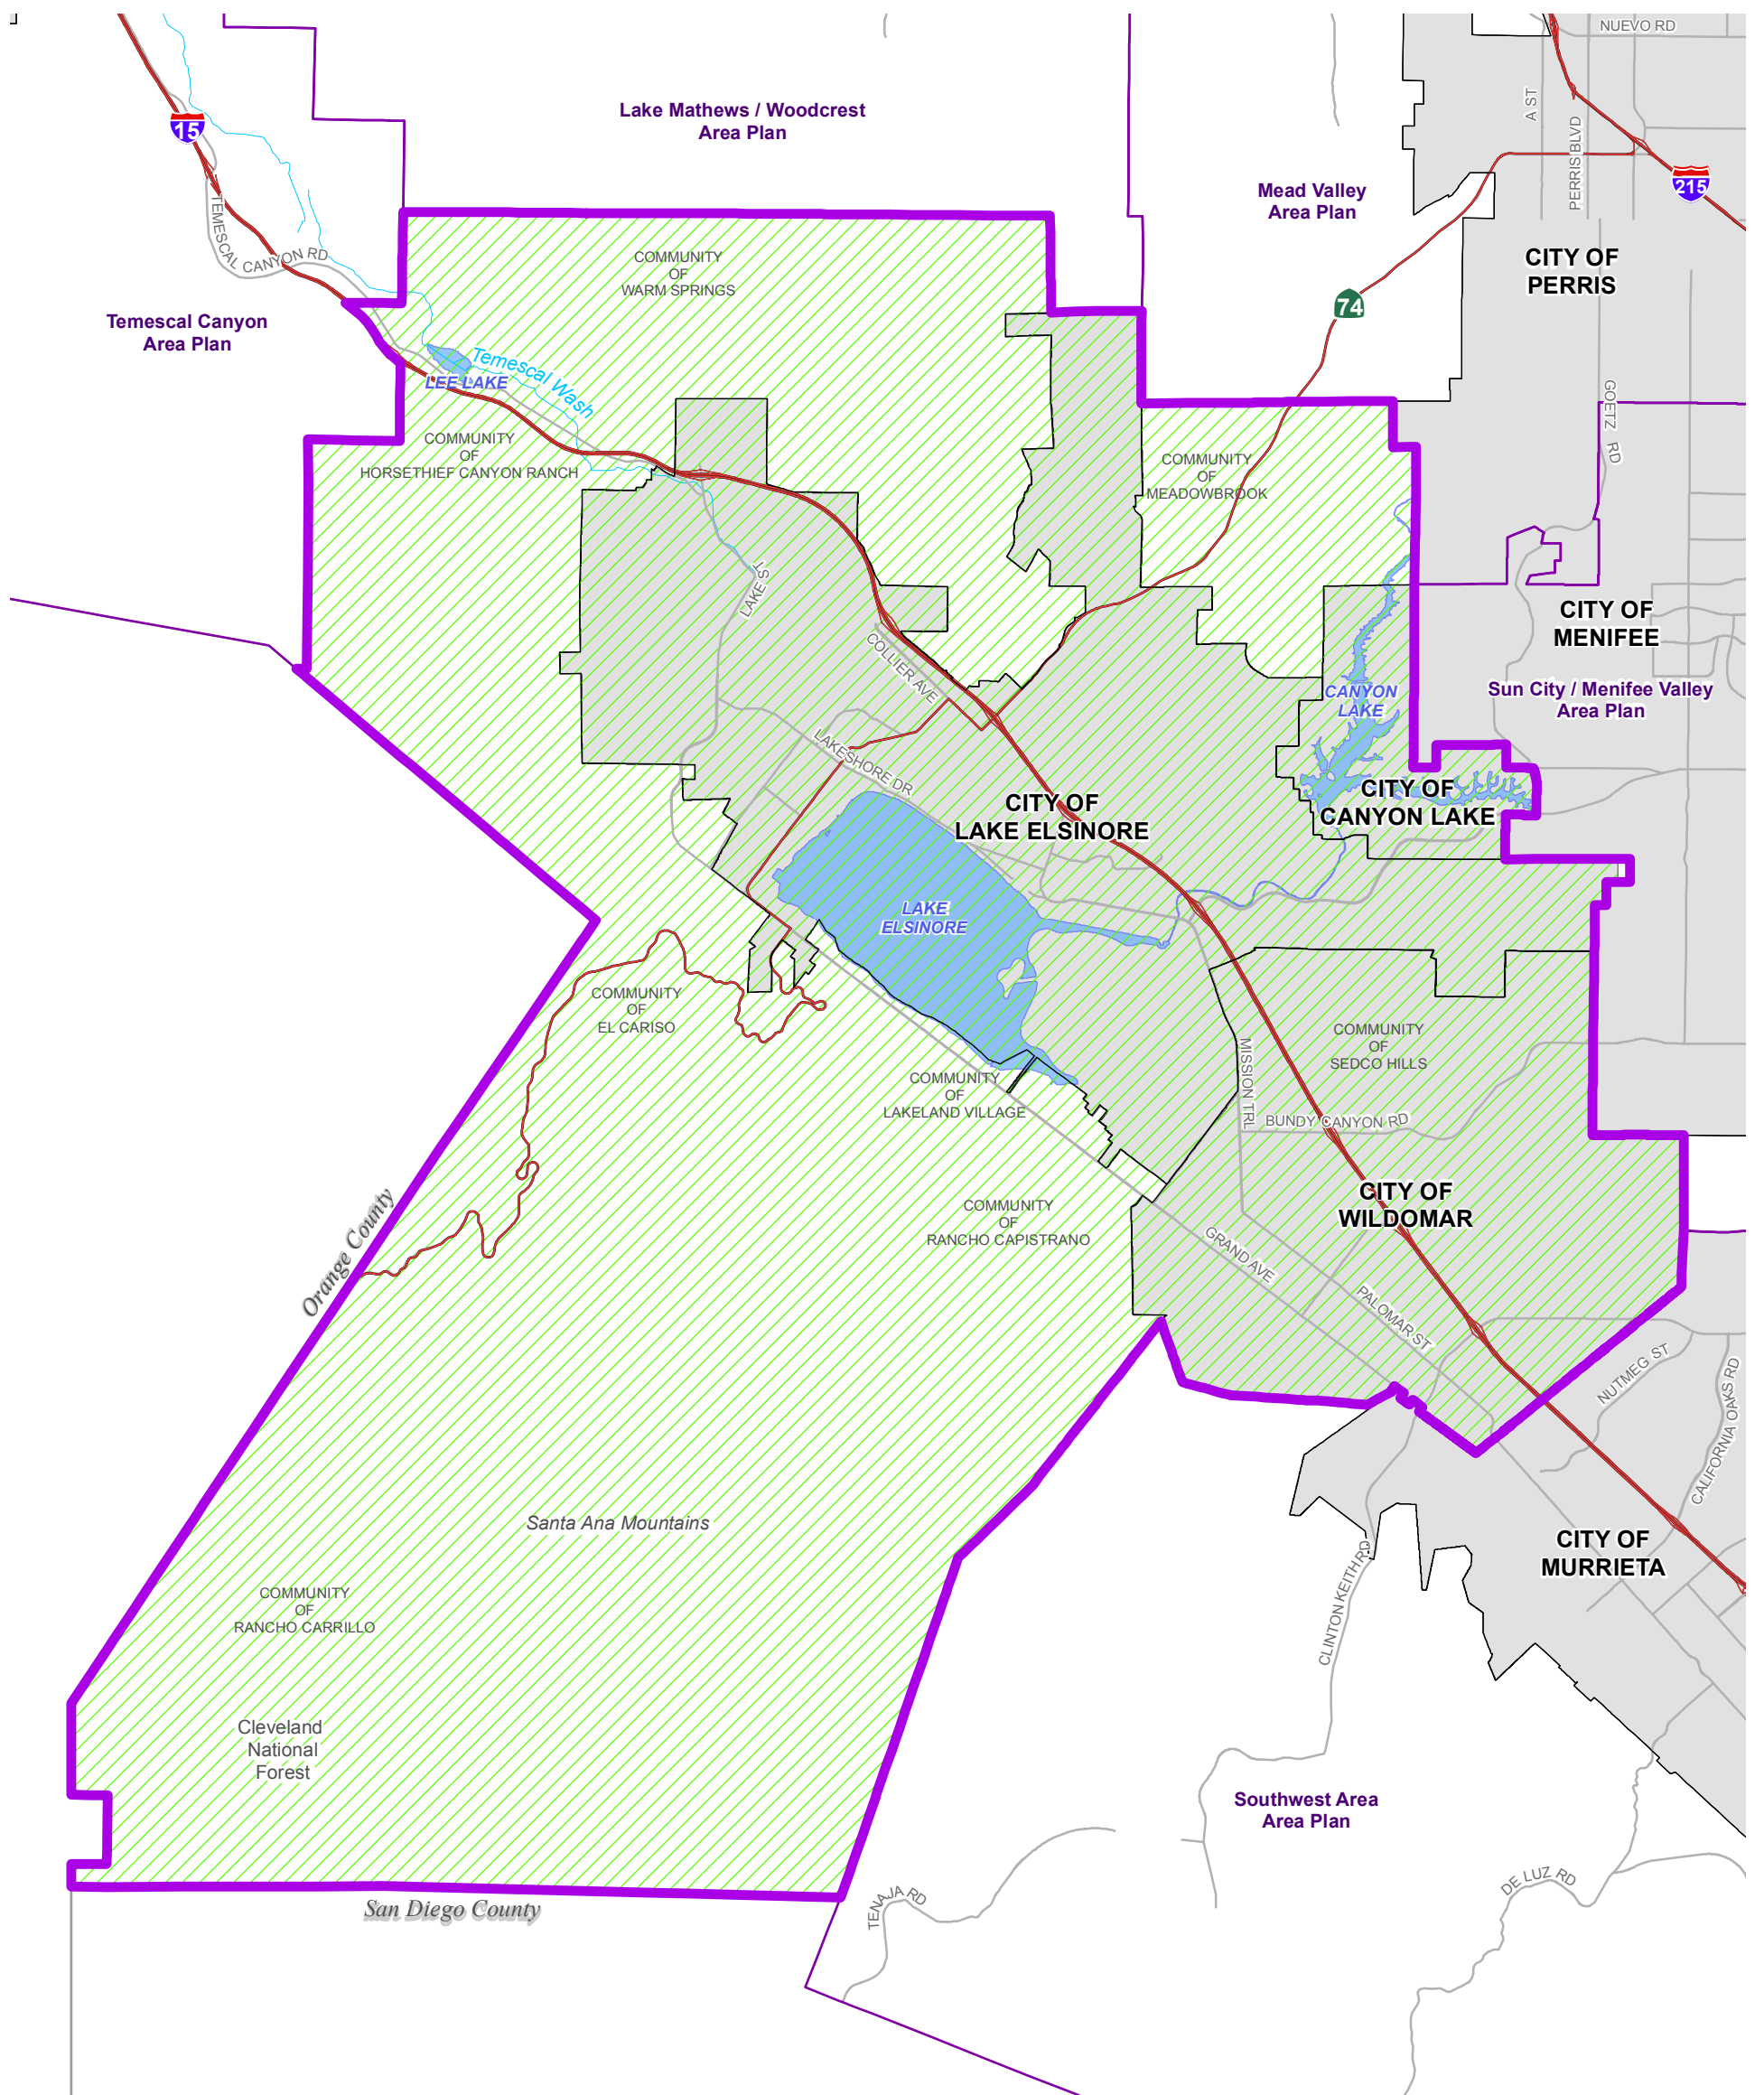 NUEVO RD
A ST
PERRIS BLVD
Lake Mathews / Woodcrest
Area Plan
15
215
Mead Valley
Area Plan
TEMESCAL CANYON RD
CITY OF
PERRIS
COMMUNITY
OF
WARM SPRINGS
74
Temescal Canyon
Area Plan
Temescal Wash
LEE LAKE
GOETZ RD
COMMUNITY
OF
HORSETHIEF CANYON RANCH
COMMUNITY
OF
MEADOWBROOK
LAKE ST
CITY OF
MENIFEE
COLLIER AVE
CANYON
LAKE
Sun City / Menifee Valley
Area Plan
LAKESHORE DR
CITY OF
LAKE ELSINORE
CITY OF
CANYON LAKE
LAKE
ELSINORE
COMMUNITY
OF
EL CARISO
COMMUNITY
OF
SEDCO HILLS
MISSION TRL
COMMUNITY
OF
LAKELAND VILLAGE
BUNDY CANYON RD
CITY OF
WILDOMAR
Orange County
COMMUNITY
OF
RANCHO CAPISTRANO
GRAND AVE
PALOMAR ST
NUTMEG ST
CALIFORNIA OAKS RD
Santa Ana Mountains
CITY OF
MURRIETA
CLINTON KEITH RD
COMMUNITY
OF
RANCHO CARRILLO
Cleveland
National
Forest
Southwest Area
Area Plan
San Diego County
TENAJA RD
DE LUZ RD